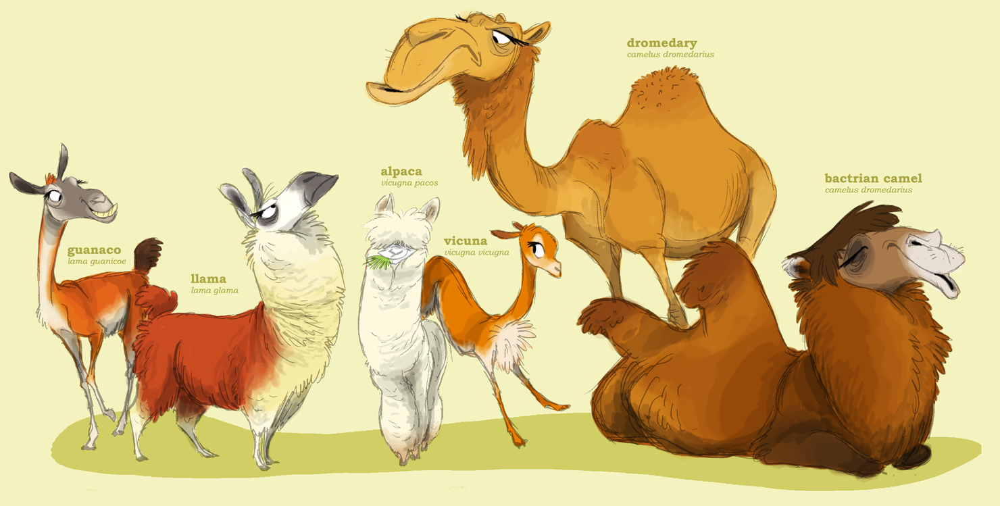 guanaco
lama guanicoe
llama
lama glama
alpaca
vicugna pacos
vicuna
vicugna vicugna
dromedary
camelus dromedarius
bactrian camel
camelus dromedarius